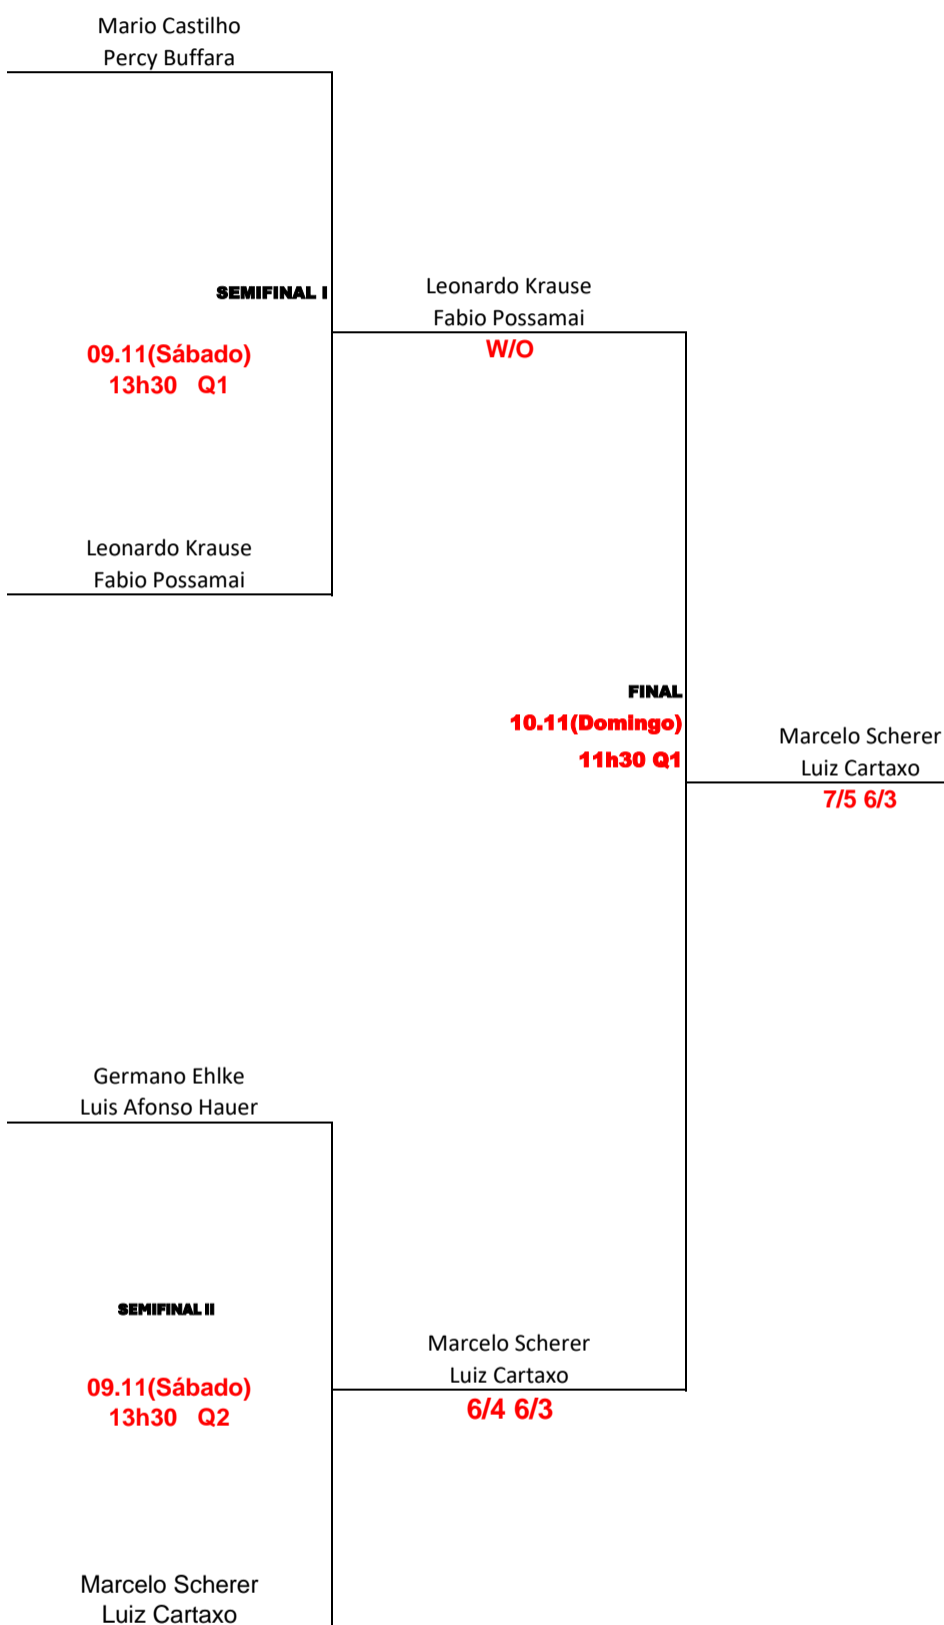 Mario Castilho
Percy Buffara
SEMIFINAL I
09.11(Sábado)
13h30 Q1
Leonardo Krause
Fabio Possamai
W/O
Leonardo Krause
Fabio Possamai
FINAL
10.11(Domingo)
11h30 Q1
Marcelo Scherer
Luiz Cartaxo
7/5 6/3
Germano Ehlke
Luis Afonso Hauer
SEMIFINAL II
09.11(Sábado)
13h30 Q2
Marcelo Scherer
Luiz Cartaxo
6/4 6/3
Marcelo Scherer
Luiz Cartaxo